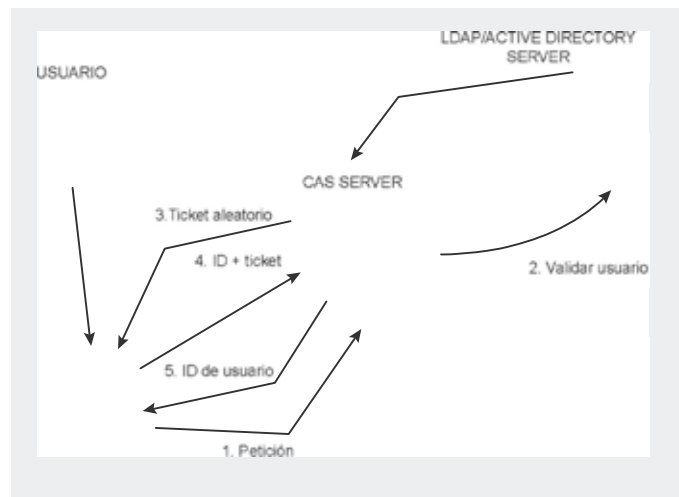 LDAP/ACTIVE DIRECTORY
SERVER
USUARIO
CAS SERVER
3.Ticket aleatorio
4. ID + ticket
2. Validar usuario
5. ID de usuario
1. Petición